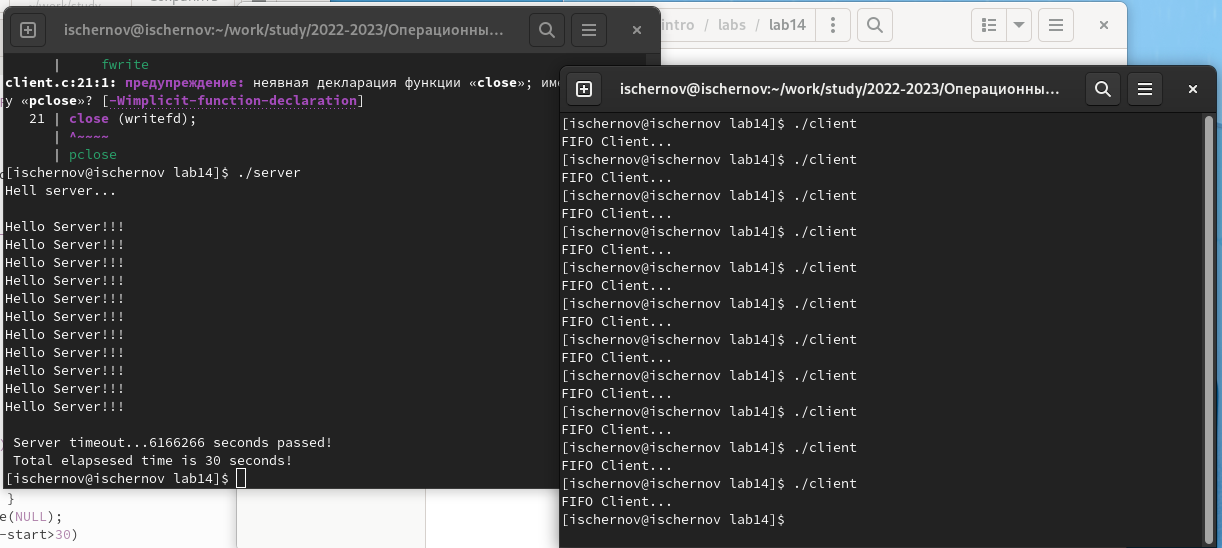 ischernov@ischernov:~/work/study/2022-2023/Операционны...
|     fwrite
client.c:21:1: предупреждение: неявная декларация функции «close»; им
у «pclose»? [-Wimplicit-function-declaration]
21 | close (writefd);
| ^~~~~
| pclose
[ischernov@ischernov lab14]$ ./server
Hell server...
Hello Server!!!
Hello Server!!!
Hello Server!!!
Hello Server!!!
Hello Server!!!
Hello Server!!!
Hello Server!!!
Hello Server!!!
Hello Server!!!
Hello Server!!!
Hello Server!!!
Server timeout...6166266 seconds passed!
Total elapsesed time is 30 seconds!
[ischernov@ischernov lab14]$
}
e(NULL);
-start>30)
intro / labs / lab14
ischernov@ischernov:~/work/study/2022-2023/Операционны...
[ischernov@ischernov lab14]$ ./client
FIFO Client...
[ischernov@ischernov lab14]$ ./client
FIFO Client...
[ischernov@ischernov lab14]$ ./client
FIFO Client...
[ischernov@ischernov lab14]$ ./client
FIFO Client...
[ischernov@ischernov lab14]$ ./client
FIFO Client...
[ischernov@ischernov lab14]$ ./client
FIFO Client...
[ischernov@ischernov lab14]$ ./client
FIFO Client...
[ischernov@ischernov lab14]$ ./client
FIFO Client...
[ischernov@ischernov lab14]$ ./client
FIFO Client...
[ischernov@ischernov lab14]$ ./client
FIFO Client...
[ischernov@ischernov lab14]$ ./client
FIFO Client...
[ischernov@ischernov lab14]$